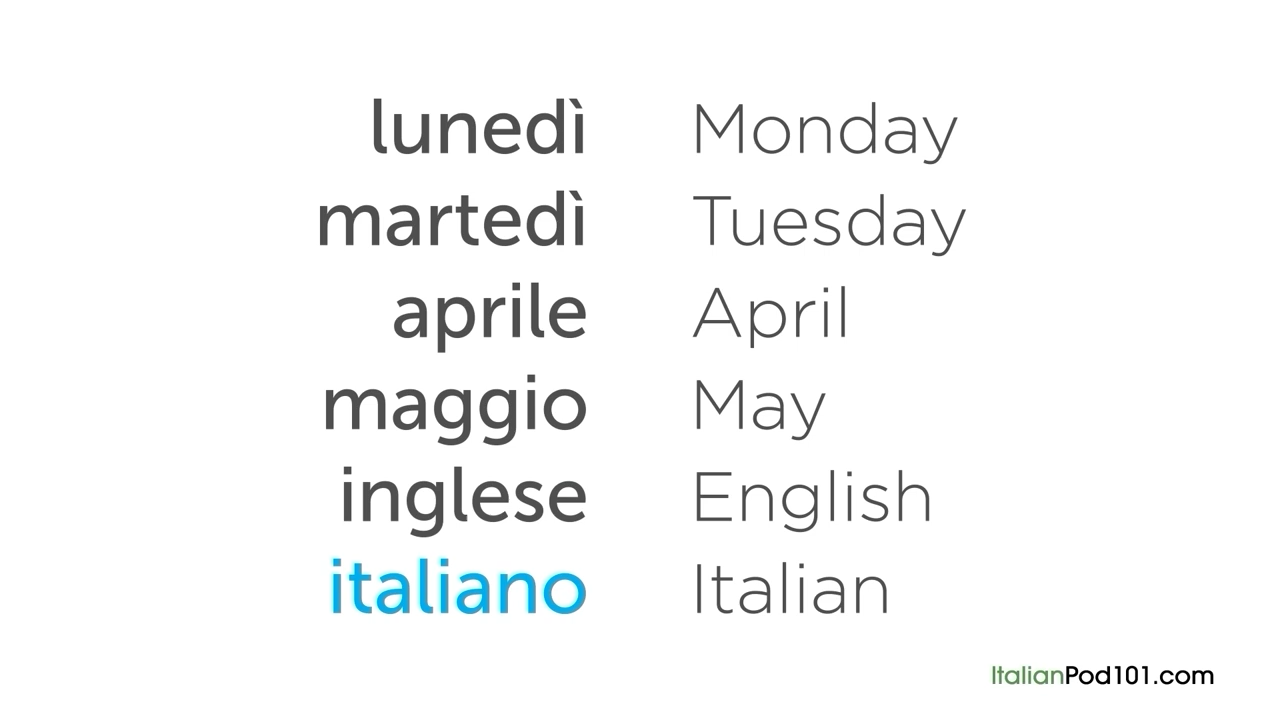 lunedì Monday
martedì Tuesday
aprile April
maggio May
inglese English
italiano Italian
ItalianPod101.com